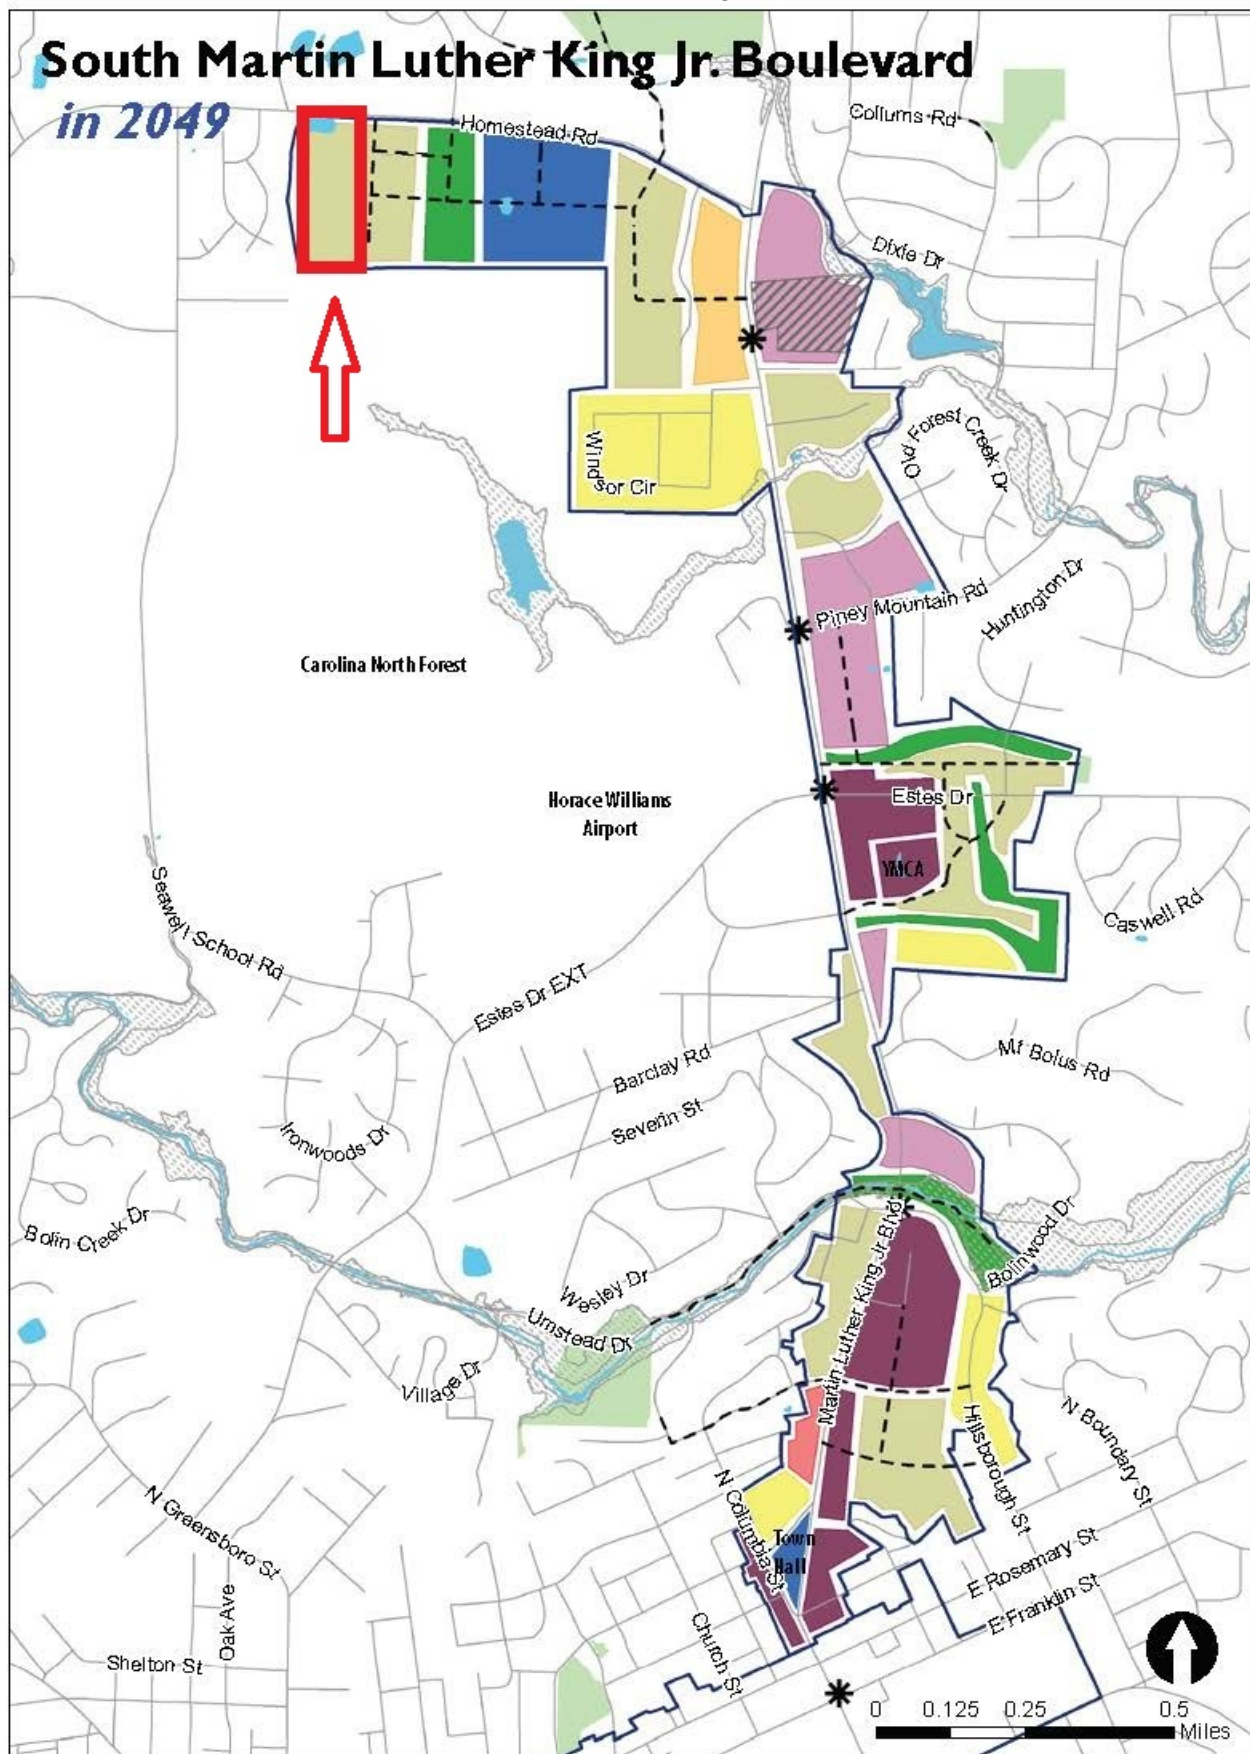 South Martin Luther King Jr. Boulevard
in 2049
Homestead Rd
Collums Rd
Dixie Dr
Old Forest Creek Dr
Windsor Cir
Piney Mountain Rd
Huntington Dr
Carolina North Forest
Horace Williams
Airport
Estes Dr
YMCA
Seawell School Rd
Caswell Rd
Estes Dr EXT
Barclay Rd
Mt Bolus Rd
Severin St
Ironwoods Dr
Bolin Creek Dr
Martin Luther King Jr Blvd
Bolinwood Dr
Wesley Dr
Umstead Dr
Village Dr
Hillsborough St
N Boundary St
N Greensboro St
N Columbia St
Town
Hall
E Rosemary St
E Franklin St
Oak Ave
Church St
Shelton St
0 0.125 0.25 0.5
Miles